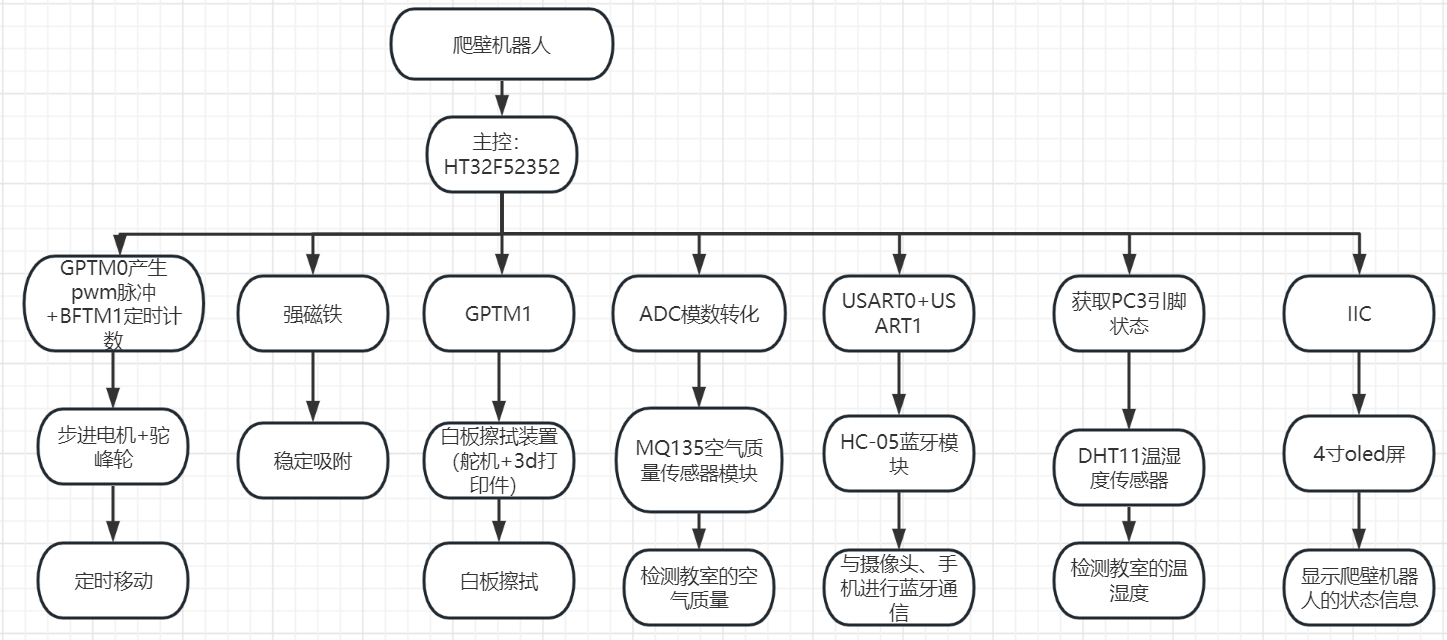 爬壁机器人
主控：
HT32F52352
GPTM0产生
pwm脉冲
+BFTM1定时计
数
强磁铁
GPTM1
ADC模数转化
USART0+US
ART1
获取PC3引脚
状态
IIC
步进电机+驼
峰轮
稳定吸附
白板擦拭装置
（舵机+3d打
印件）
MQ135空气质
量传感器模块
HC-05蓝牙模
块
DHT11温湿
度传感器
4寸oled屏
定时移动
白板擦拭
检测教室的空
气质量
与摄像头、手
机进行蓝牙通
信
检测教室的温
湿度
显示爬壁机器
人的状态信息